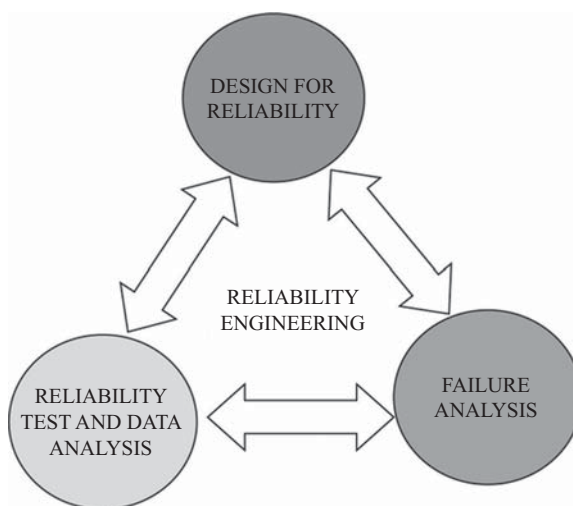 DESIGN FOR
RELIABILITY
RELIABILITY
ENGINEERING
RELIABILITY
TEST AND DATA
ANALYSIS
FAILURE
ANALYSIS